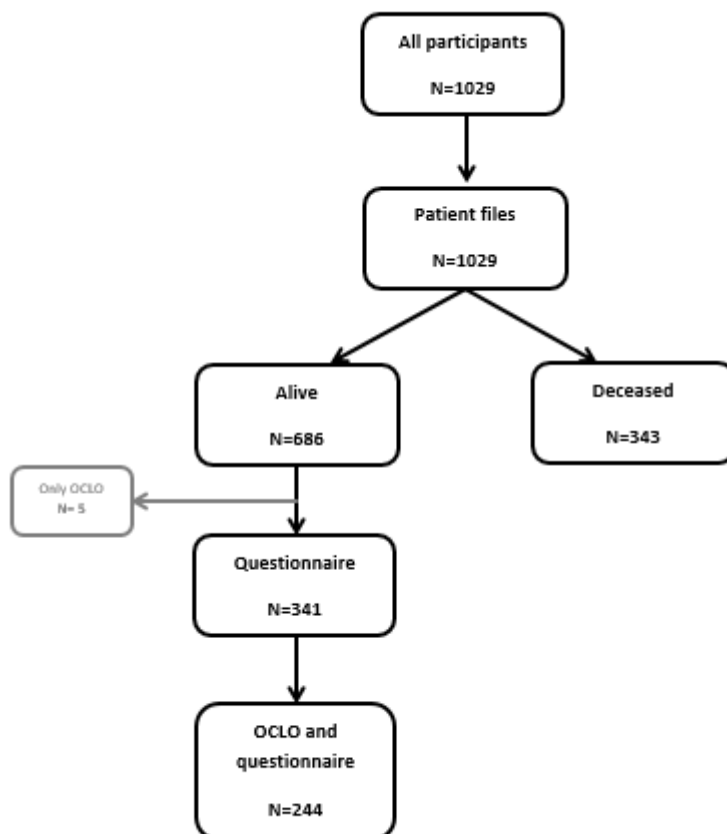 All participants
N=1029
Patient files
N=1029
Alive
N=686
Deceased
N=343
Only OCLO
N= 5
Questionnaire
N=341
OCLO and
questionnaire
N=244